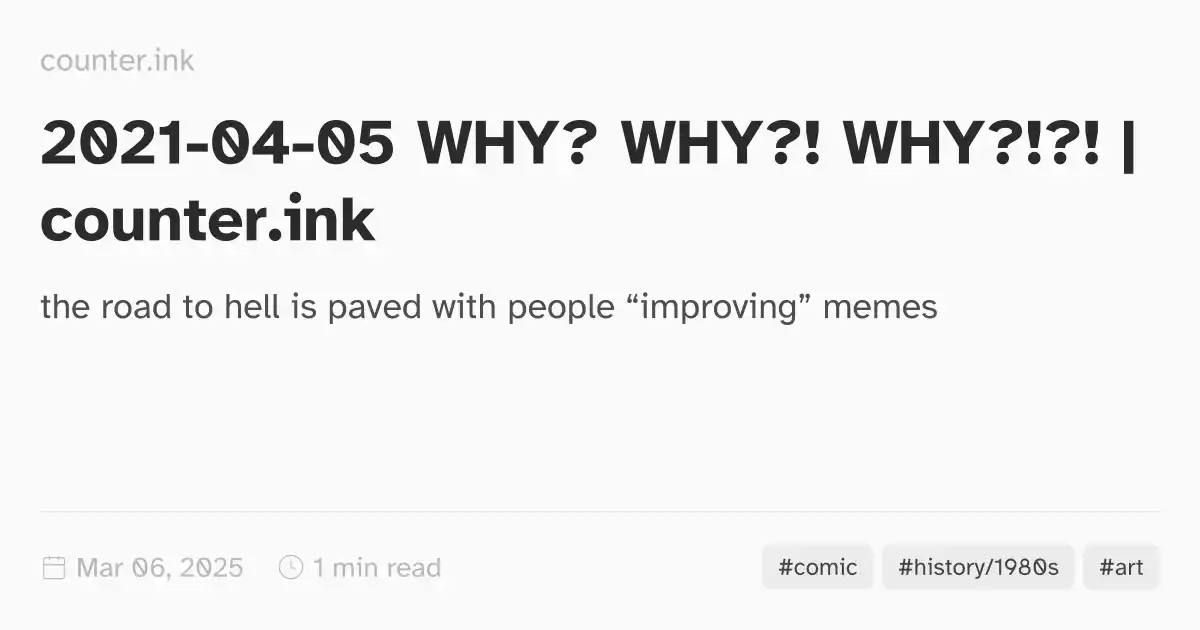 counter.ink
2021-04-05 WHY? WHY?! WHY?!?! |
counter.ink
the road to hell is paved with people “improving” memes
Mar 06, 2025 1 min read #comic #history/1980s #art